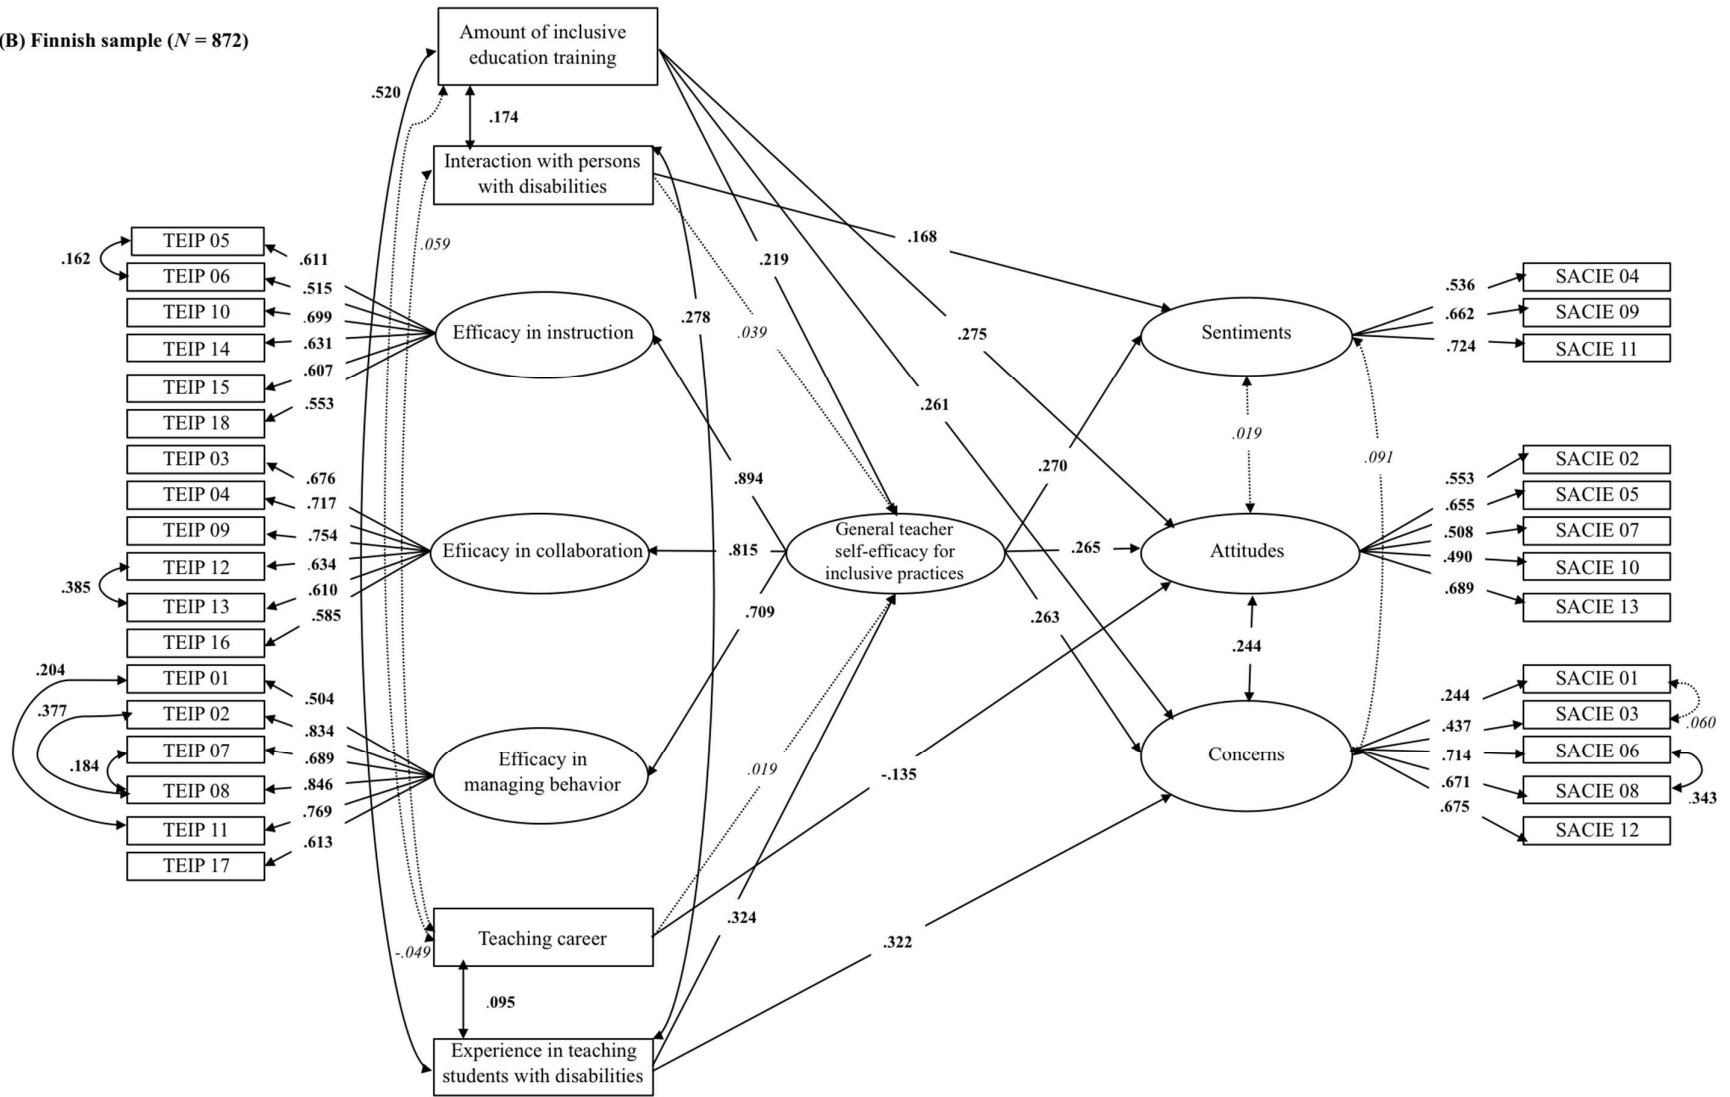 (B) Finnish sample (N = 872)
Amount of inclusive
education training
.520
.174
Interaction with persons
with disabilities
.059
.168
.219
.278
.039
.275
.261
TEIP 05
TEIP 06
TEIP 10
TEIP 14
TEIP 15
TEIP 18
.162
.611
.515
.699
.631
.607
.553
Efficacy in instruction
TEIP 03
TEIP 04
TEIP 09
TEIP 12
TEIP 13
TEIP 16
.385
.676
.717
.754
.634
.610
.585
Efiicacy in collaboration
TEIP 01
TEIP 02
TEIP 07
TEIP 08
TEIP 11
TEIP 17
.204
.377
.184
.504
.834
.689
.846
.769
.613
Efficacy in
managing behavior
.894
.815
.709
General teacher
self-efficacy for
inclusive practices
.270
.265
.263
Sentiments
.019
Attitudes
.244
Concerns
.091
.536
.662
.724
SACIE 04
SACIE 09
SACIE 11
.553
.655
.508
.490
.689
SACIE 02
SACIE 05
SACIE 07
SACIE 10
SACIE 13
.244
.437
.714
.671
.675
SACIE 01
SACIE 03
SACIE 06
SACIE 08
SACIE 12
.060
.343
.019
-.135
.324
.322
-.049
Teaching career
.095
Experience in teaching
students with disabilities